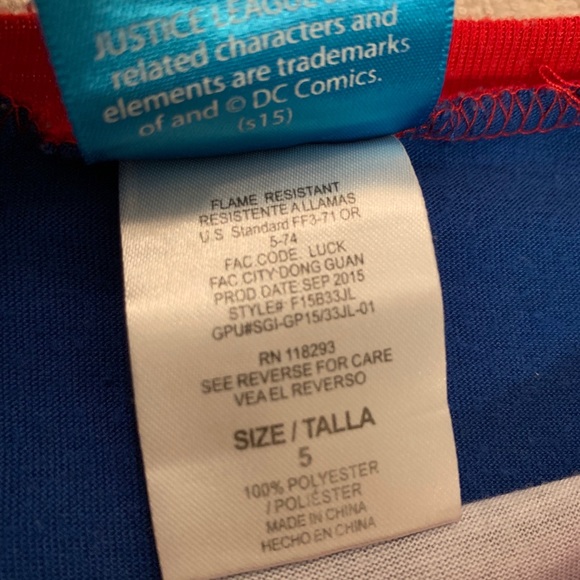 JUSTICE LEAGUE
related characters and
elements are trademarks
of and © DC Comics.
(s15)
FLAME RESISTANT
RESISTENTE A LLAMAS
U.S. Standard FF3-71 OR
5-74
FAC.CODE. LUCK
FAC CITY:DONG GUAN
PROD DATE:SEP 2015
STYLE#: F15B33JL
GPU#SGI-GP15/33JL-01
RN 118293
SEE REVERSE FOR CARE
VEA EL REVERSO
SIZE / TALLA
5
100% POLYESTER
/ POLIÉSTER
MADE IN CHINA
HECHO EN CHINA